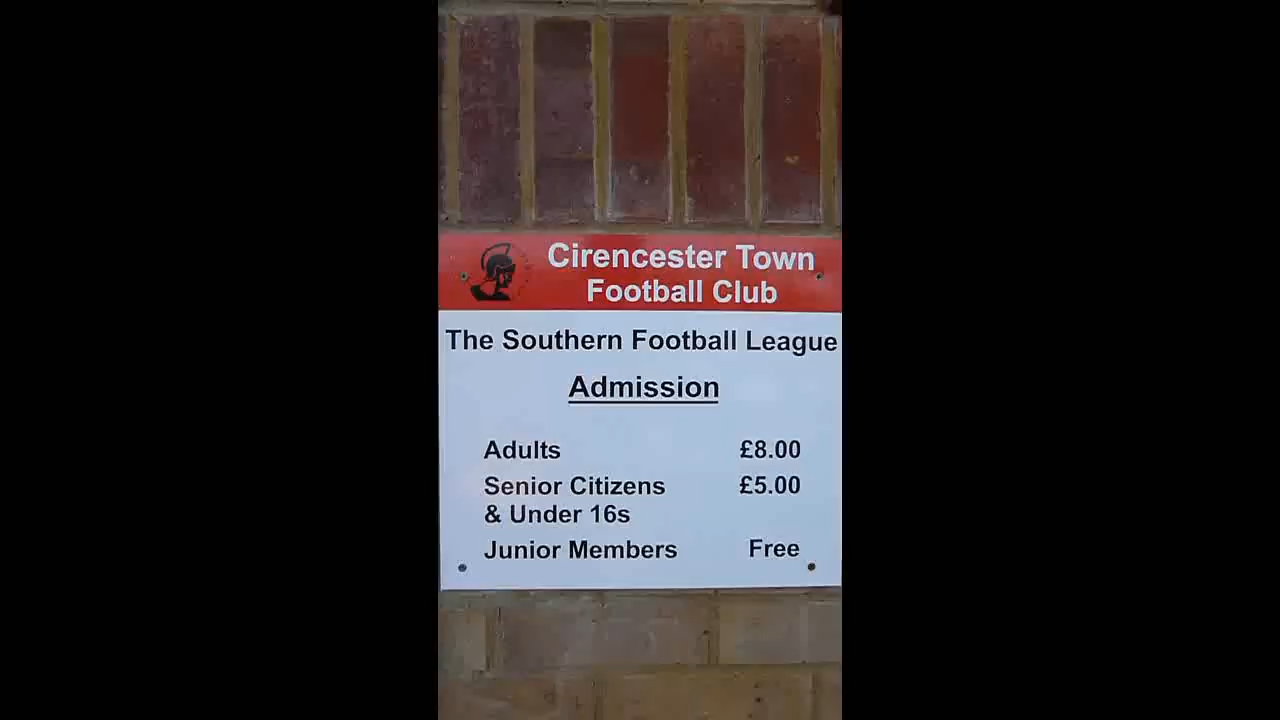 Cirencester Town
Football Club
The Southern Football League
Admission
Adults £8.00
Senior Citizens £5.00
& Under 16s
Junior Members Free